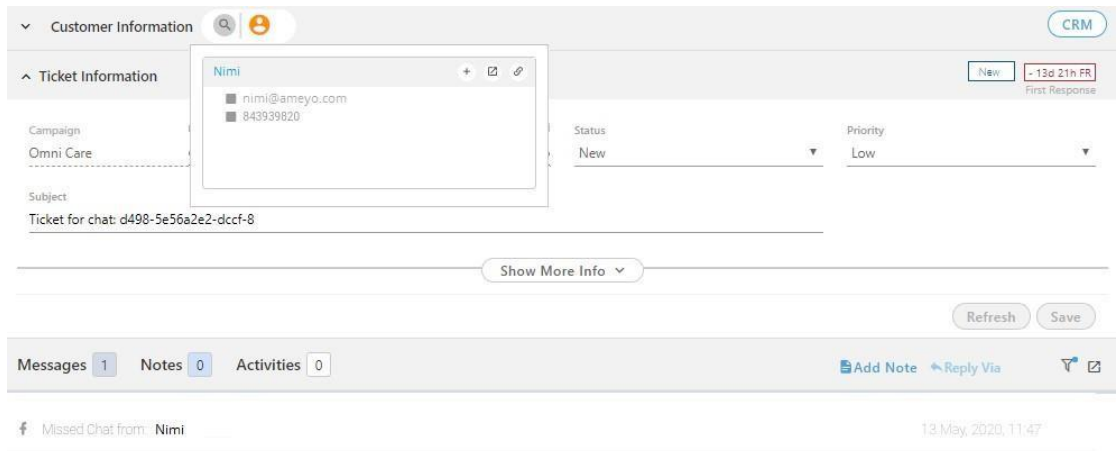 Customer Information
CRM
Ticket Information
Nimi
New
- 13d 21h FR
First Response
nimi@ameyo.com
843939820
Campaign
Status
Priority
Omni Care
New
Low
Subject
Ticket for chat: d498-5e56a2e2-dccf-8
Show More Info
Refresh
Save
Messages 1 Notes 0 Activities 0
Add Note
Reply Via
Missed Chat from: Nimi
13 May, 2020, 11:47